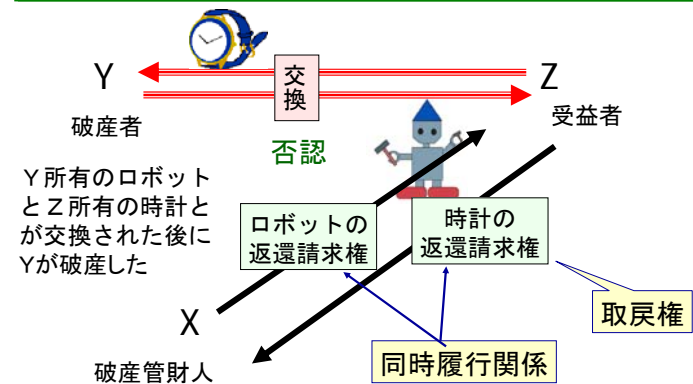 Y
交
換
Z
破産者
受益者
否認
Y所有のロボット
とZ所有の時計と
が交換された後に
Yが破産した
ロボットの
返還請求権
時計の
返還請求権
取戻権
X
破産管財人
同時履行関係